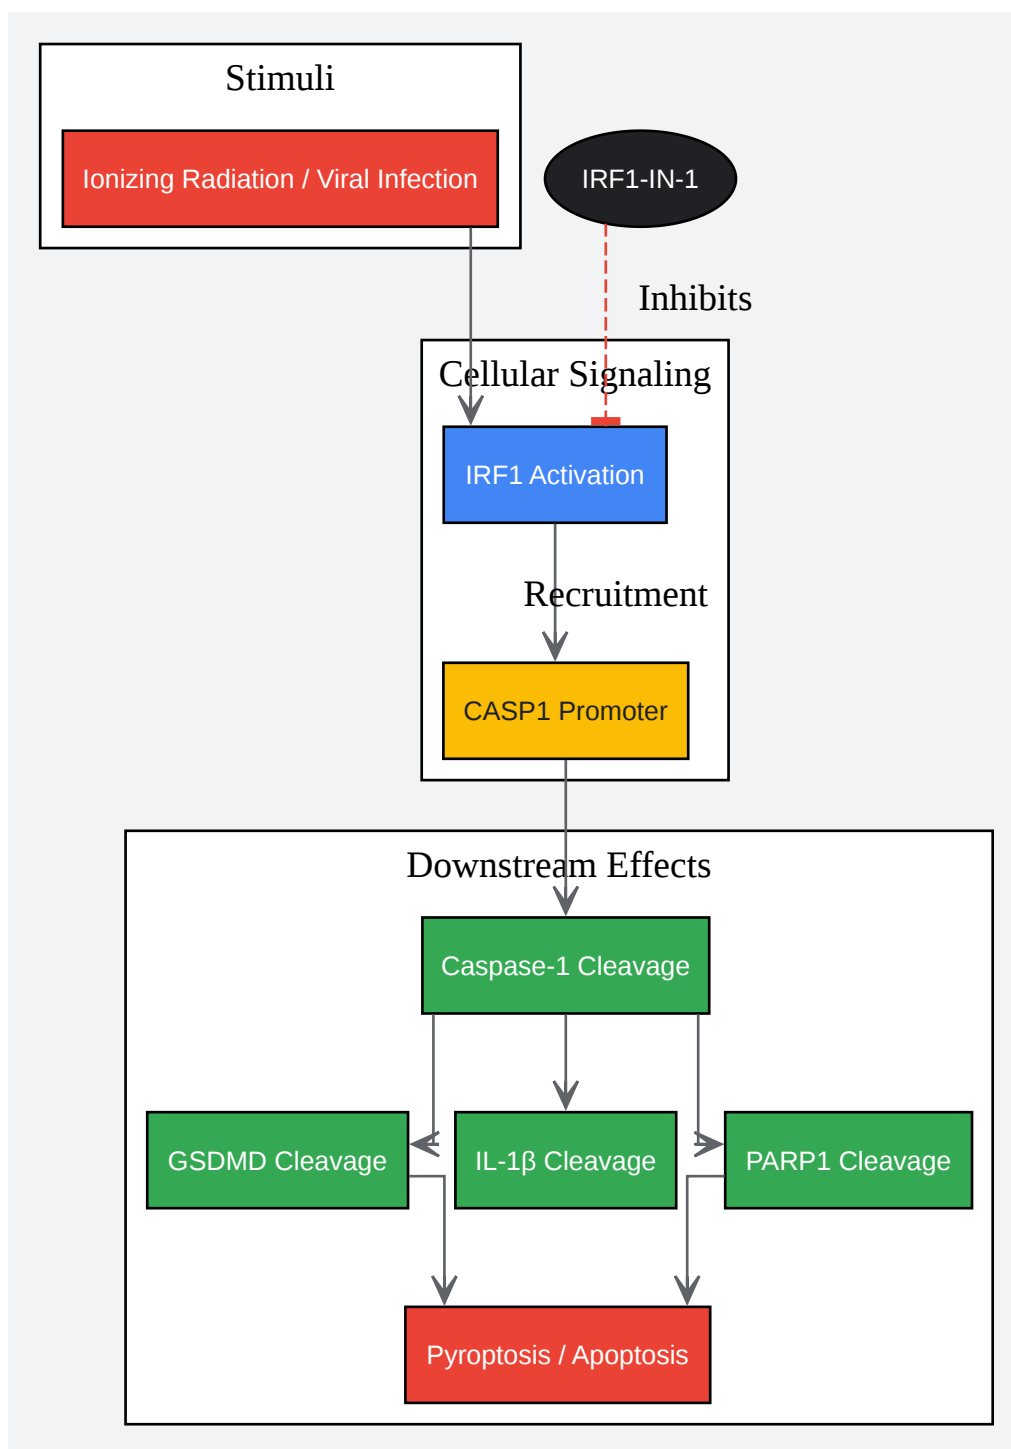 Stimuli
Ionizing Radiation / Viral Infection
IRF1-IN-1
Inhibits
Cellular Signaling
IRF1 Activation
Recruitment
CASP1 Promoter
Downstream Effects
Caspase-1 Cleavage
GSDMD Cleavage
IL-1β Cleavage
PARP1 Cleavage
Pyroptosis / Apoptosis